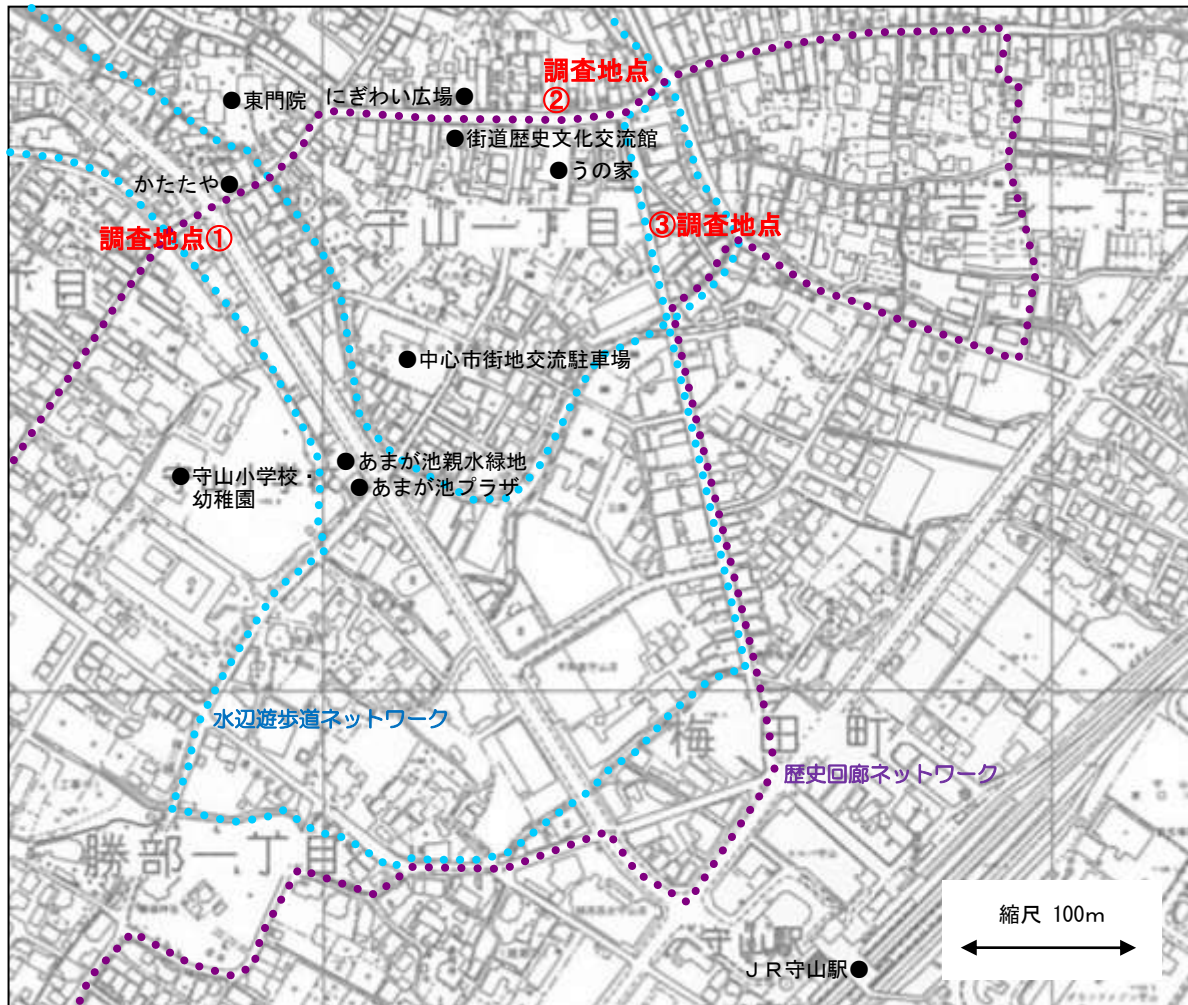 調査地点
②
東門院
にぎわい広場
街道歴史文化交流館
うの家
かたたや
守山一丁目
吉身一丁目
調査地点①
③調査地点
丁目
中心市街地交流駐車場
あまが池親水緑地
あまが池プラザ
守山小学校・
幼稚園
水辺遊歩道ネットワーク
梅田町
歴史回廊ネットワーク
勝部一丁目
縮尺 100m
守山駅
JR守山駅